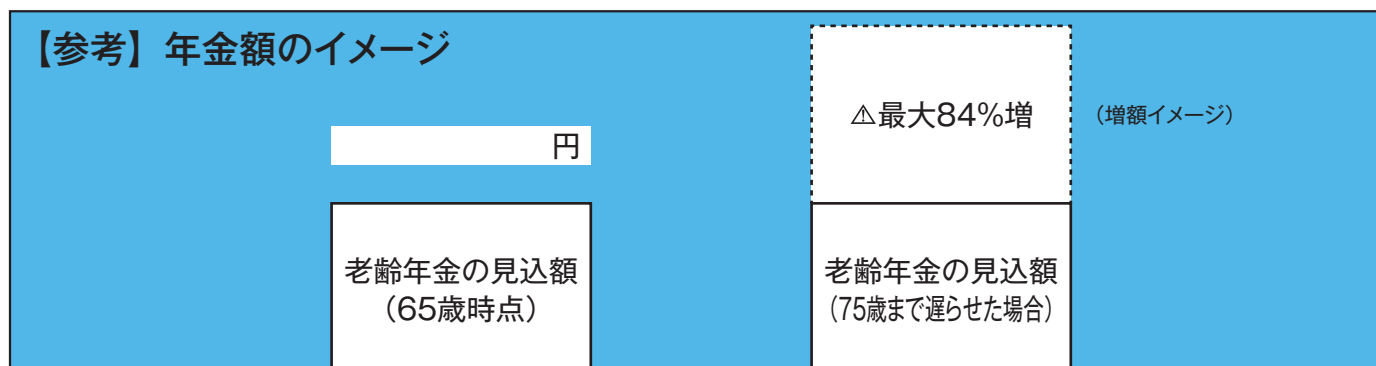 【参考】年金額のイメージ
円
老齢年金の見込額
（65歳時点）
⚠最大84%増
（増額イメージ）
老齢年金の見込額
（75歳まで遅らせた場合）